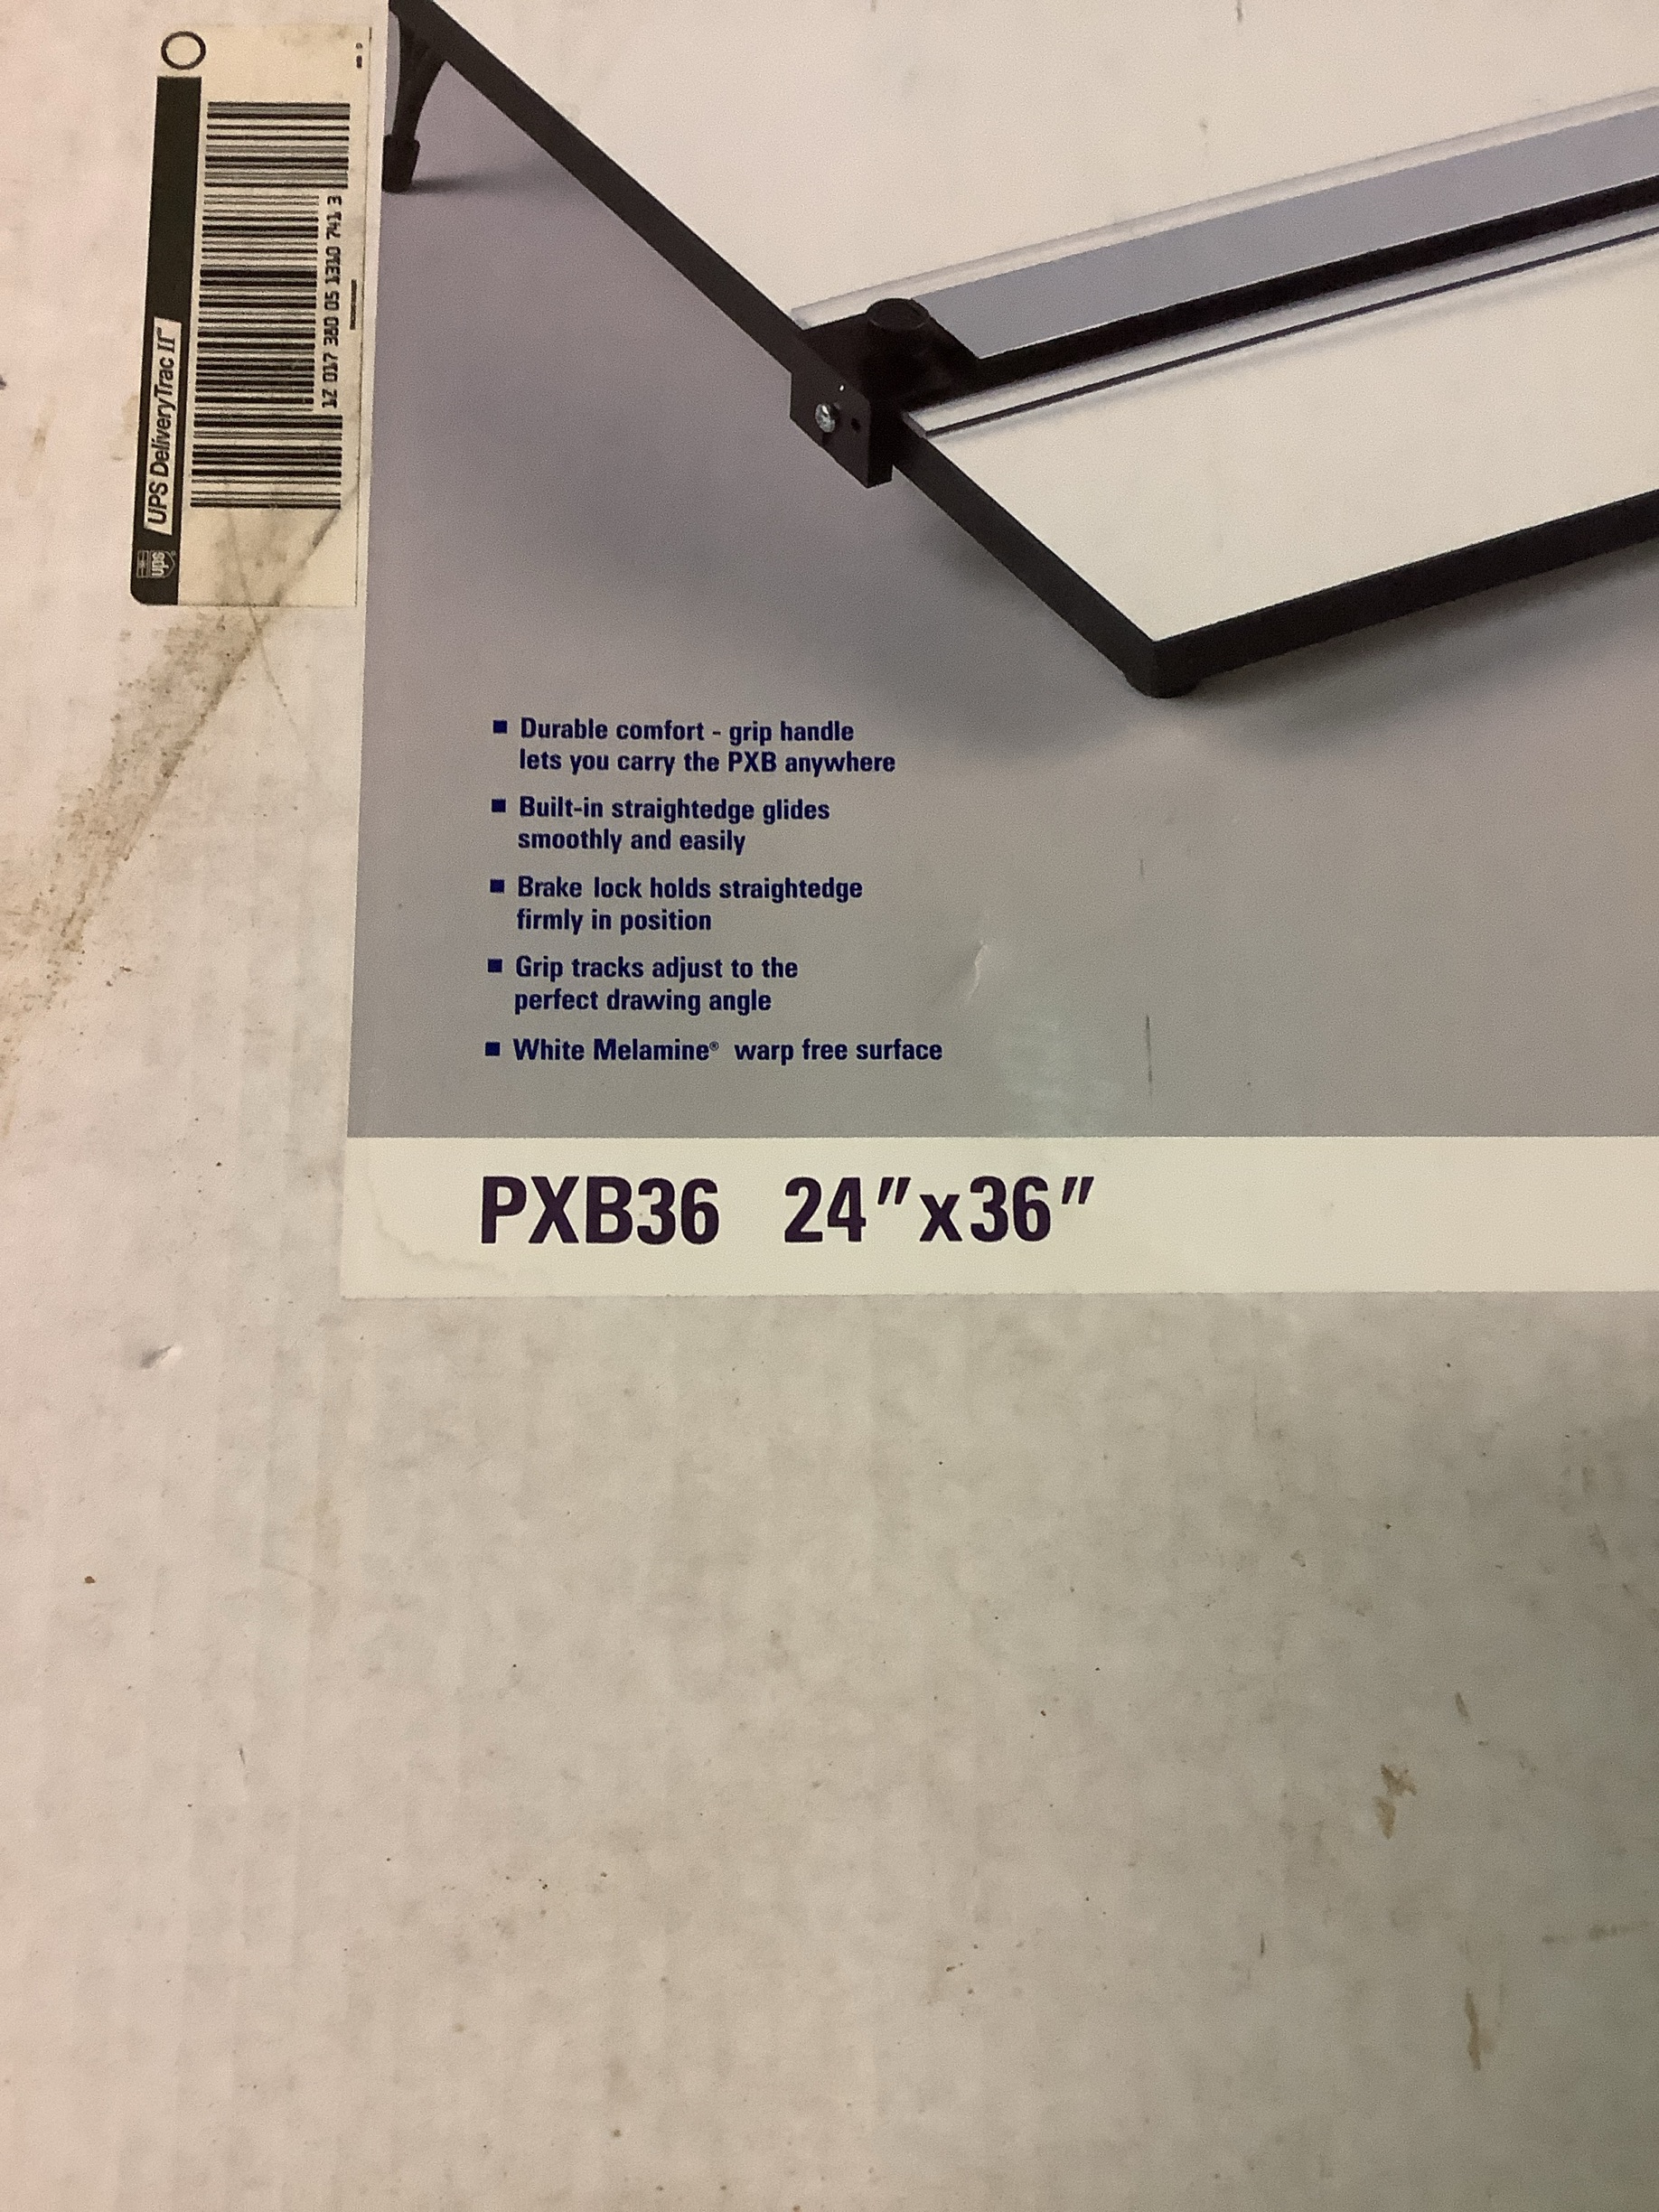 UPS DeliveryTrac II™
ups
1Z 017 380 05 1310 741 3
■ Durable comfort - grip handle
lets you carry the PXB anywhere
■ Built-in straightedge glides
smoothly and easily
■ Brake lock holds straightedge
firmly in position
■ Grip tracks adjust to the
perfect drawing angle
■ White Melamine® warp free surface
PXB36 24"x36"